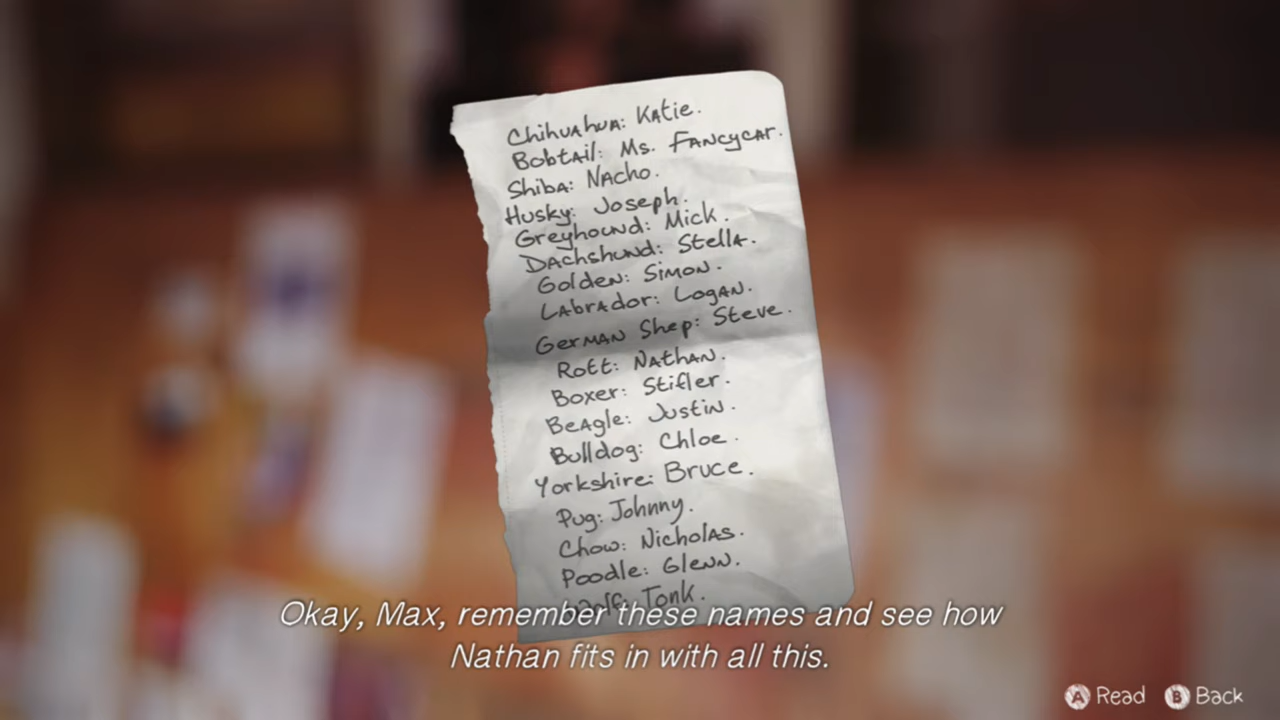 Chihuahua: Katie.
Bobtail: Ms. Fancycar.
Shiba: Nacho.
Husky: Joseph.
Greyhound: Mick.
Dachshund: Stella.
Golden: Simon.
Labrador: Logan.
German Shep: Steve.
Rott: Nathan.
Boxer: Stifler.
Beagle: Justin.
Bulldog: Chloe.
Yorkshire: Bruce.
Pug: Johnny.
Chow: Nicholas.
Poodle: Glenn.
Tonk.
Okay, Max, remember these names and see how
Nathan fits in with all this.
A Read B Back